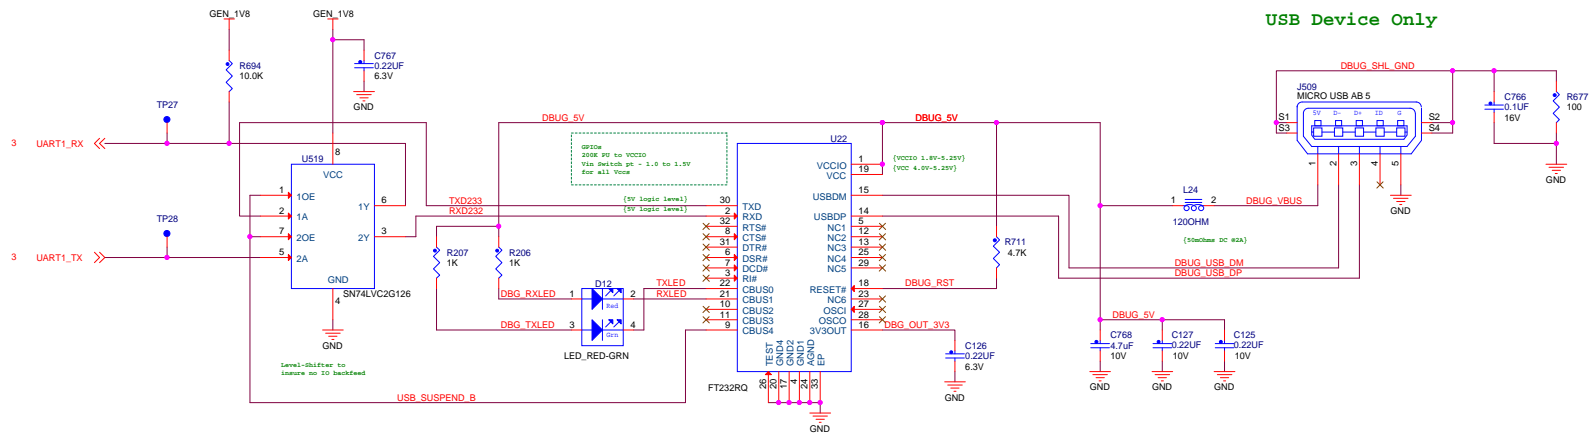 USB Device Only
GEN_1V8
GEN_1V8
R694
10.0K
C767
0.22UF
6.3V
GND
TP27
3 UART1_RX
U519
8
VCC
1 1OE
2 1A
7 2OE
5 2A
1Y 6
2Y 3
GND
SN74LVC2G126
4
GND
TP28
3 UART1_TX
Level-Shifter to
insure no IO backfeed
DBUG_5V
DBUG_5V
GPIOs
200K PU to VCCIO
Vin Switch pt - 1.0 to 1.5V
for all Vccs
TXD233
{5V logic level}
RXD232
{5V logic level}
R207
1K
R206
1K
D12
DBG_RXLED 1
2 RXLED
TXLED
Red
DBG_TXLED 3
4
Grn
LED_RED-GRN
USB_SUSPEND_B
U22
30 TXD
2 RXD
32 RTS#
8 CTS#
31 DTR#
6 DSR#
7 DCD#
3 RI#
22 CBUS0
21 CBUS1
10 CBUS2
11 CBUS3
9 CBUS4
VCCIO 1
VCC 19
USBDM 15
USBDP 14
NC1 5
NC2 12
NC3 13
NC4 25
NC5 29
RESET# 18
NC6 23
OSCI 27
OSCO 28
3V3OUT 16
TEST
GND4
GND2
GND1
AGND
EP
26
20
17
4
24
33
FT232RQ
GND
{VCCIO 1.8V-5.25V}
{VCC 4.0V-5.25V}
R711
4.7K
DBUG_RST
DBG_OUT_3V3
C126
0.22UF
6.3V
GND
DBUG_SHL_GND
J509
MICRO USB AB 5
S1
S3
5V D- D+ ID G
S2
S4
1 2 3 4 5
GND
C766
0.1UF
16V
R677
100
GND
L24
1 2
120OHM
{50mOhms DC @2A}
DBUG_VBUS
DBUG_USB_DM
DBUG_USB_DP
DBUG_5V
C768
4.7uF
10V
GND
C127
0.22UF
10V
GND
C125
0.22UF
10V
GND